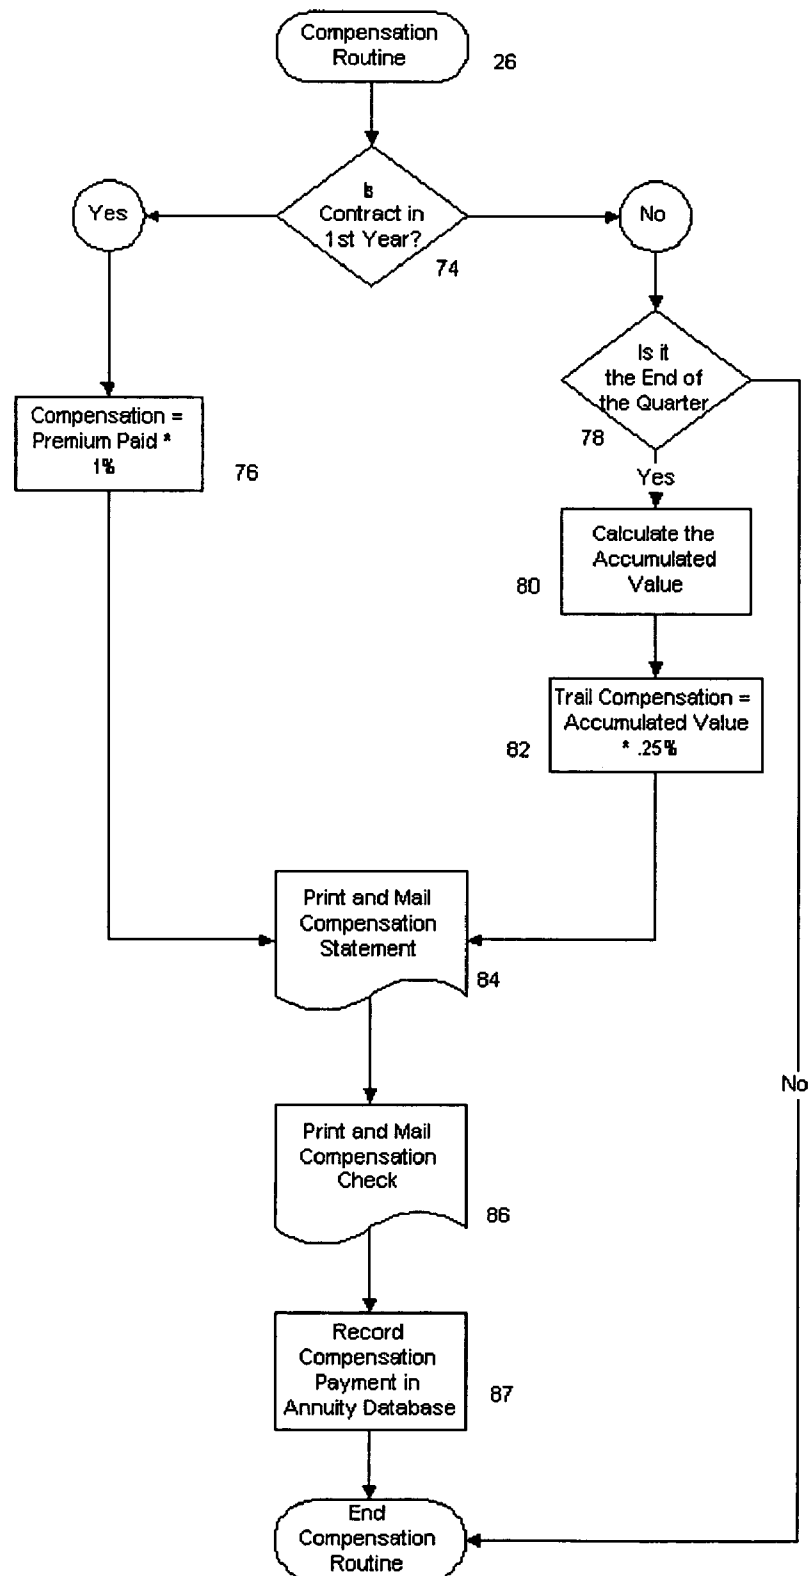 Compensation
Routine
26
Is
Contract in
1st Year?
74
Yes
No
Compensation =
Premium Paid *
1%
76
Is it
the End of
the Quarter
78
Yes
Calculate the
Accumulated
Value
80
Trail Compensation =
Accumulated Value
* .25%
82
Print and Mail
Compensation
Statement
84
No
Print and Mail
Compensation
Check
86
Record
Compensation
Payment in
Annuity Database
87
End
Compensation
Routine